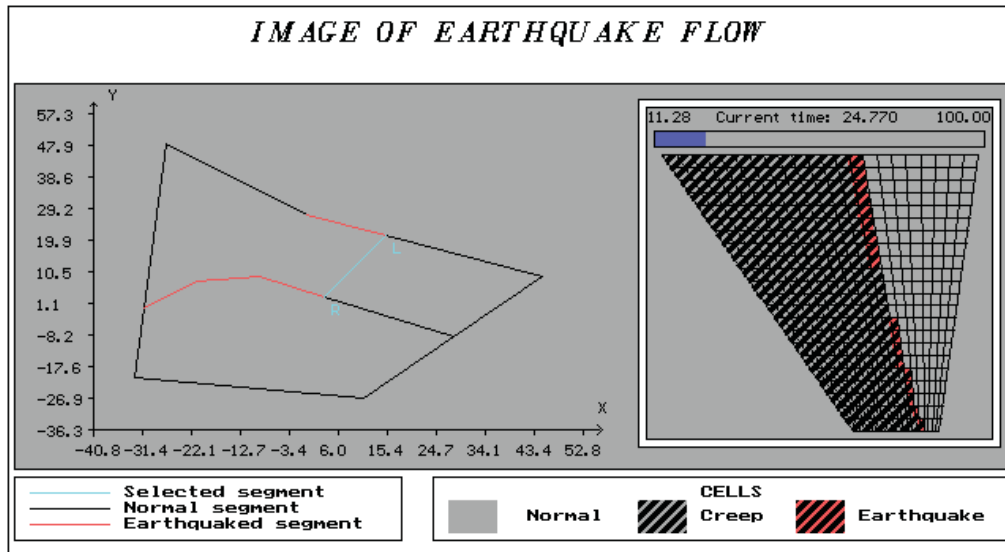 IMAGE OF EARTHQUAKE FLOW
Y
57.3
47.9
38.6
29.2
19.9
10.5
1.1
-8.2
-17.6
-26.9
-36.3
L
R
X
-40.8 -31.4 -22.1 -12.7 -3.4 6.0 15.4 24.7 34.1 43.4 52.8
11.28 Current time: 24.770 100.00
Selected segment
Normal segment
Earthquaked segment
CELLS
Normal Creep Earthquake